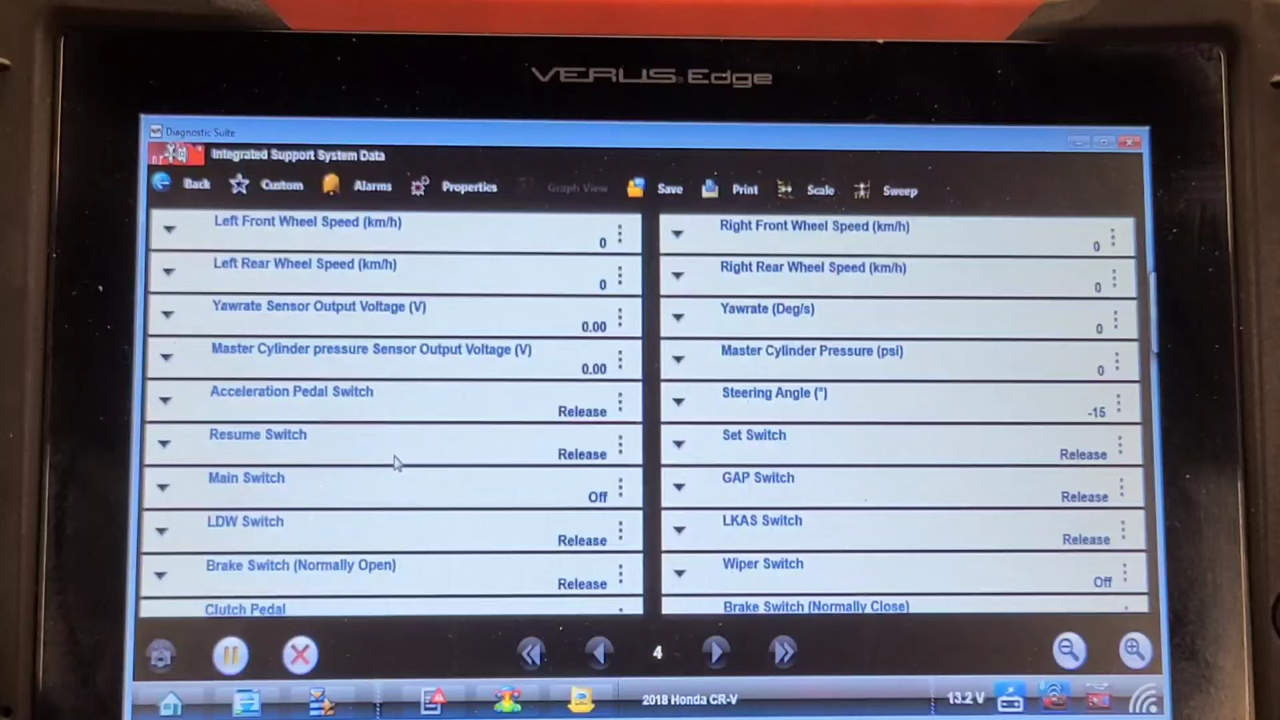 VERUS Edge
Diagnostic Suite
Integrated Support System Data
Back Custom Alarms Properties Graph View Save Print Scale Sweep
Left Front Wheel Speed (km/h) 0
Right Front Wheel Speed (km/h) 0
Left Rear Wheel Speed (km/h) 0
Right Rear Wheel Speed (km/h) 0
Yawrate Sensor Output Voltage (V) 0.00
Yawrate (Deg/s) 0
Master Cylinder pressure Sensor Output Voltage (V) 0.00
Master Cylinder Pressure (psi) 0
Acceleration Pedal Switch Release
Steering Angle (°) -15
Resume Switch Release
Set Switch Release
Main Switch Off
GAP Switch Release
LDW Switch Release
LKAS Switch Release
Brake Switch (Normally Open) Release
Wiper Switch Off
Clutch Pedal
Brake Switch (Normally Close)
4
2018 Honda CR-V 13.2 V